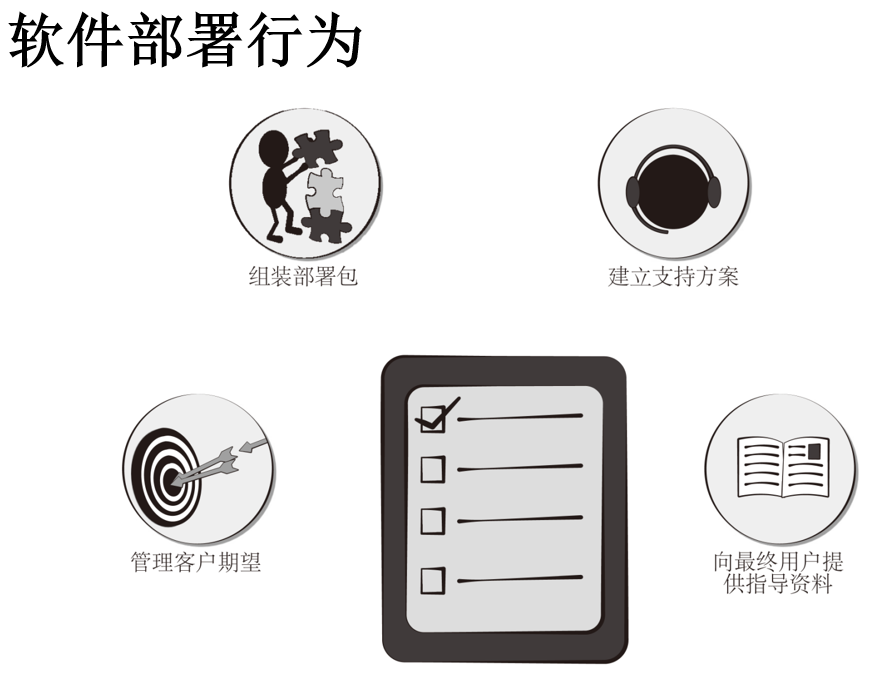 软件部署行为
组装部署包
建立支持方案
管理客户期望
向最终用户提
供指导资料